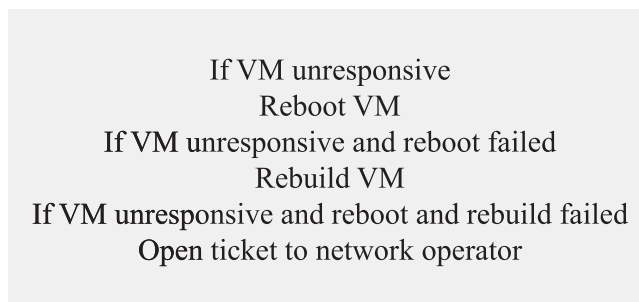 If VM unresponsive
Reboot VM
If VM unresponsive and reboot failed
Rebuild VM
If VM unresponsive and reboot and rebuild failed
Open ticket to network operator